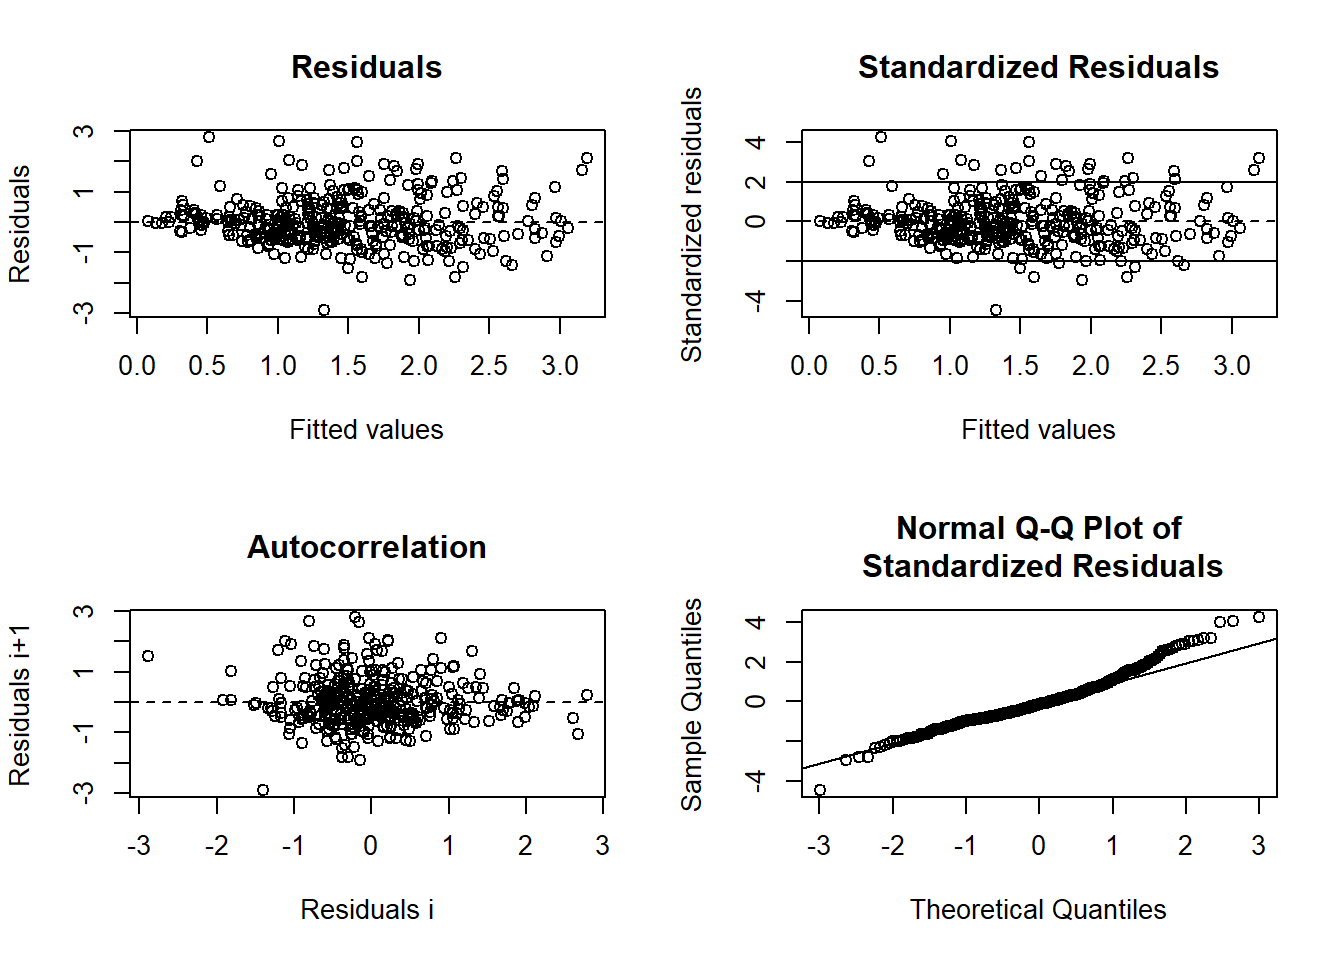 Residuals
Residuals
3
1
-1
-3
0.0 0.5 1.0 1.5 2.0 2.5 3.0
Fitted values
Standardized Residuals
Standardized residuals
4
2
0
-4
0.0 0.5 1.0 1.5 2.0 2.5 3.0
Fitted values
Autocorrelation
Residuals i+1
3
1
-1
-3
-3 -2 -1 0 1 2 3
Residuals i
Normal Q-Q Plot of
Standardized Residuals
Sample Quantiles
4
2
0
-4
-3 -2 -1 0 1 2 3
Theoretical Quantiles